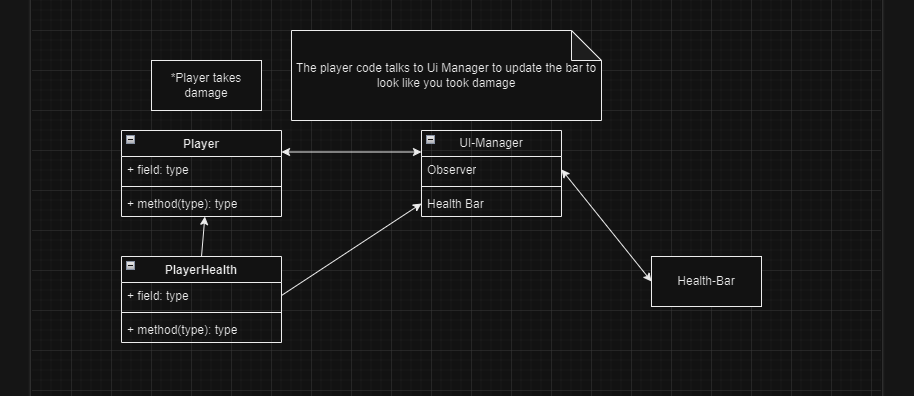 *Player takes
damage
The player code talks to Ui Manager to update the bar to
look like you took damage
Player
+ field: type
+ method(type): type
UI-Manager
Observer
Health Bar
PlayerHealth
+ field: type
+ method(type): type
Health-Bar